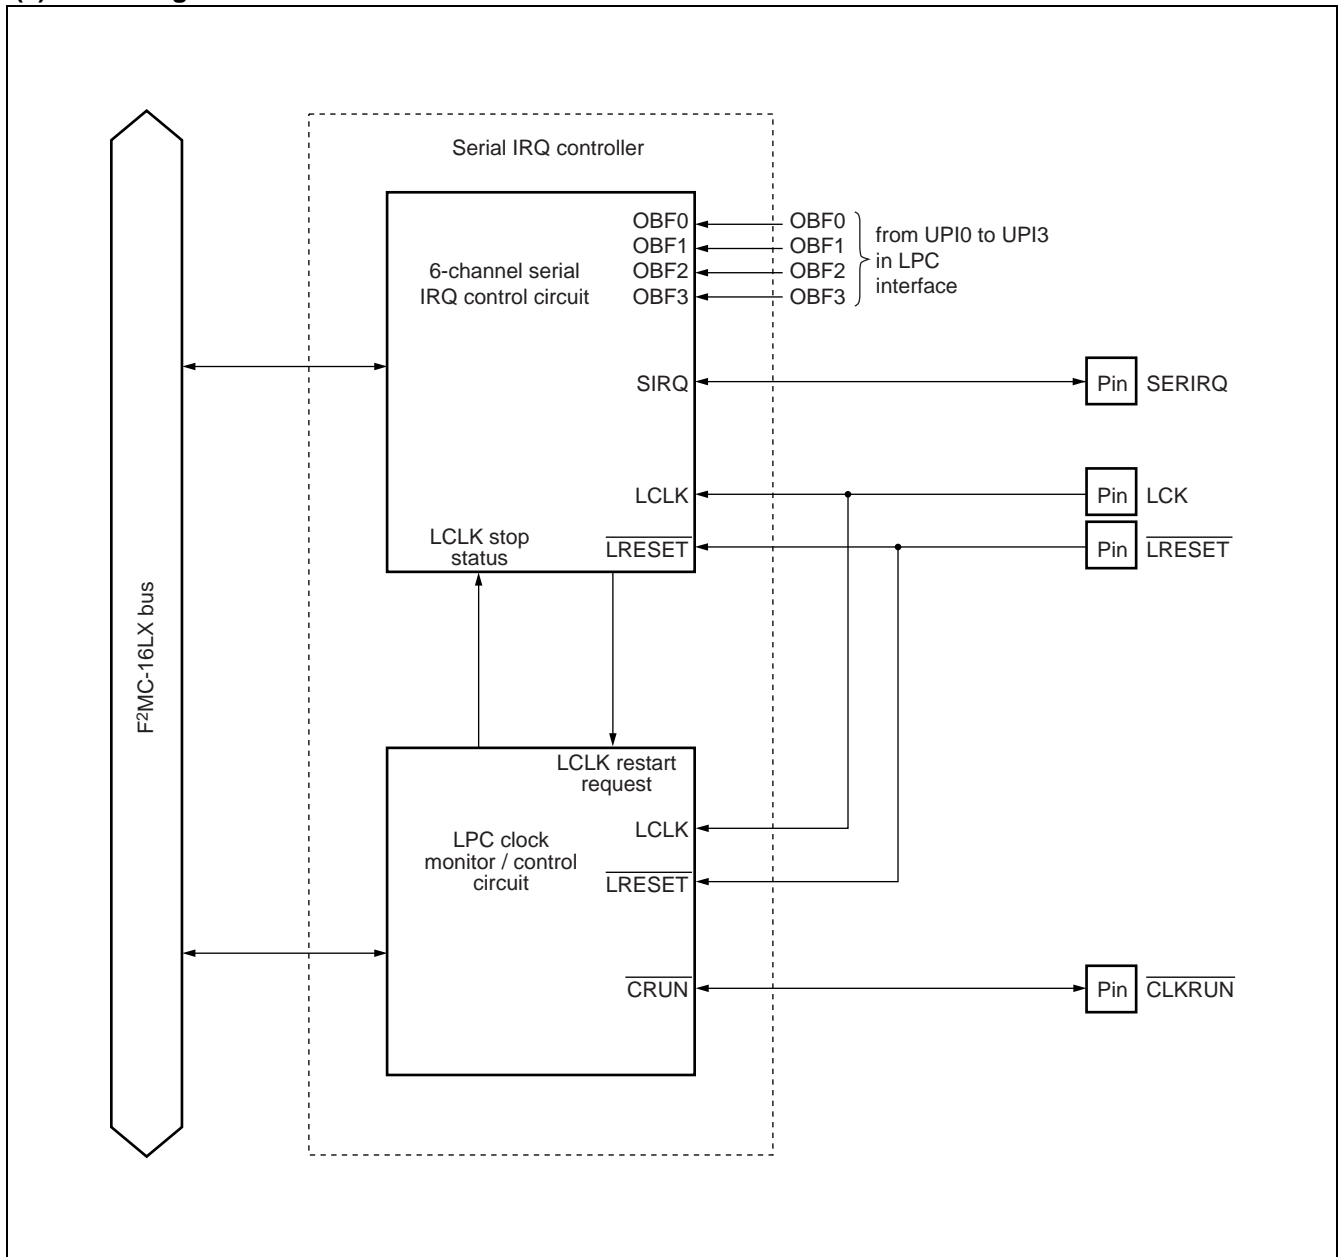 Serial IRQ controller
6-channel serial
IRQ control circuit
OBF0
OBF1
OBF2
OBF3
OBF0
OBF1
OBF2
OBF3
from UPI0 to UPI3
in LPC
interface
SIRQ
Pin SERIRQ
LCLK
Pin LCK
LCLK stop
status
LRESET
Pin LRESET
F²MC-16LX bus
LCLK restart
request
LCLK
LPC clock
monitor / control
circuit
LRESET
CRUN
Pin CLKRUN